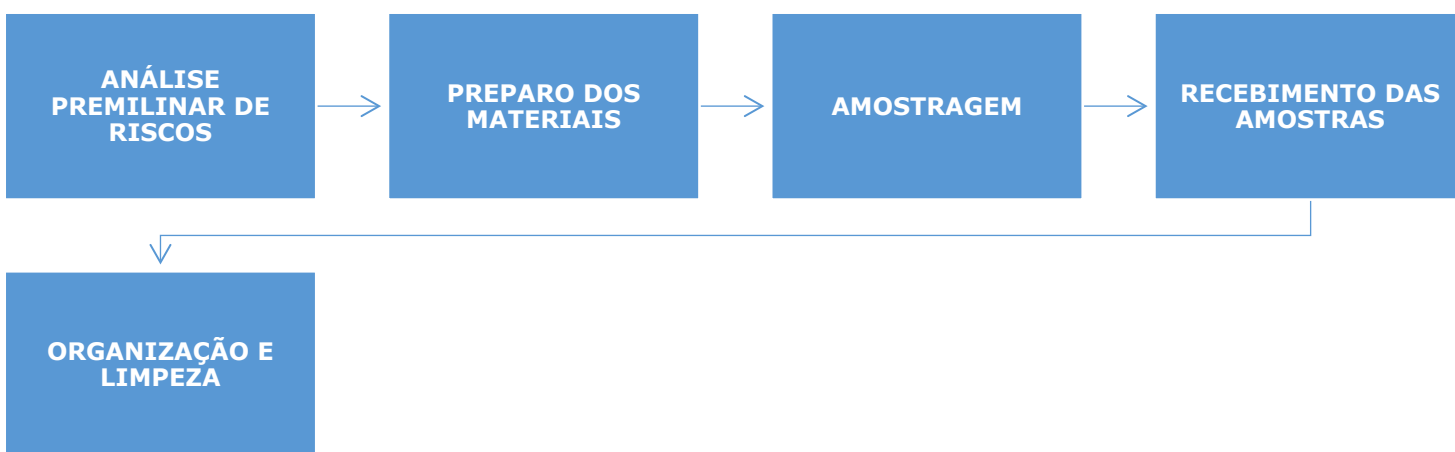 ANÁLISE
PREMILINAR DE
RISCOS
PREPARO DOS
MATERIAIS
AMOSTRAGEM
RECEBIMENTO DAS
AMOSTRAS
ORGANIZAÇÃO E
LIMPEZA